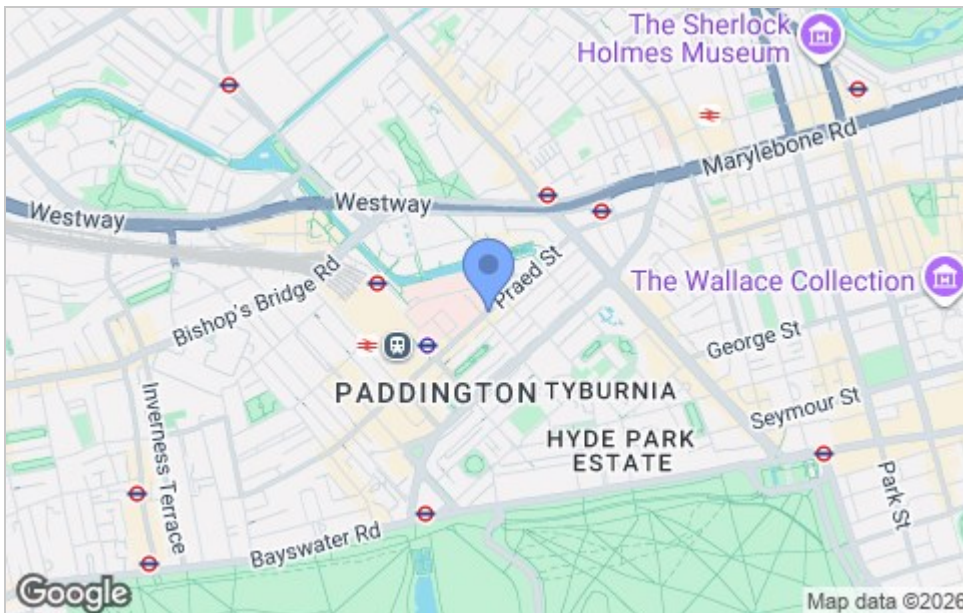 The Sherlock
Holmes Museum
Marylebone Rd
Westway
Westway
Bishop's Bridge Rd
Praed St
The Wallace Collection
George St
Inverness Terrace
PADDINGTON
TYBURNIA
Seymour St
HYDE PARK
ESTATE
Park St
Bayswater Rd
Google
Map data ©2026